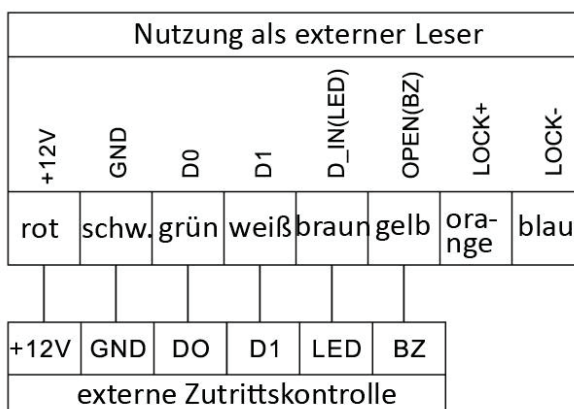 Nutzung als externer Leser
+12V GND D0 D1 D_IN(LED) OPEN(BZ) LOCK+ LOCK-
rot schw. grün weiß braun gelb ora-
nge blau
+12V GND DO D1 LED BZ
externe Zutrittskontrolle